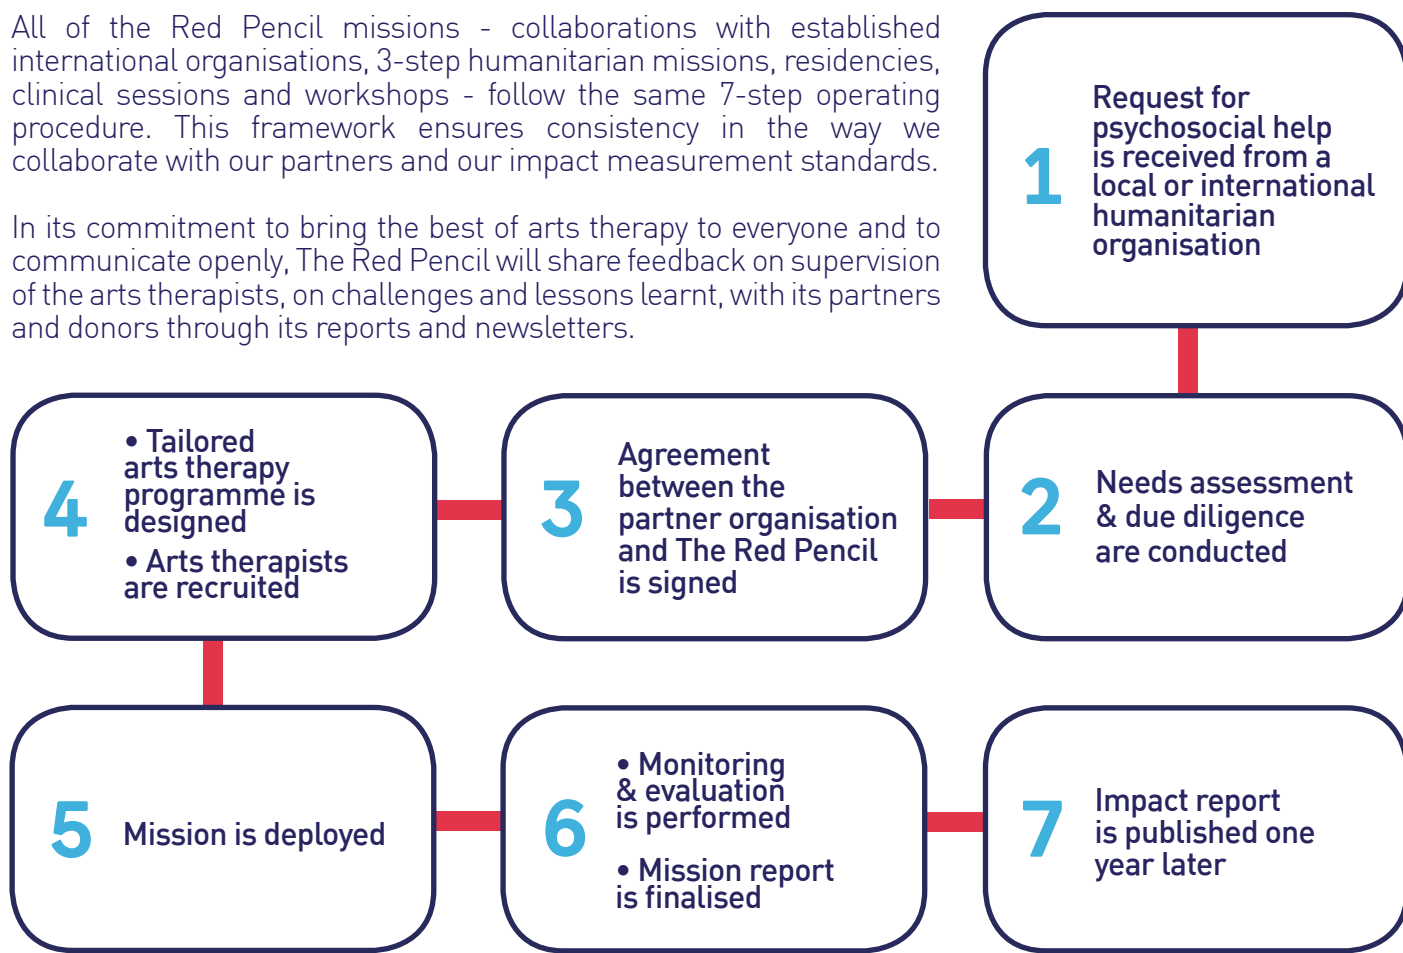 All of the Red Pencil missions - collaborations with established
international organisations, 3-step humanitarian missions, residencies,
clinical sessions and workshops - follow the same 7-step operating
procedure. This framework ensures consistency in the way we
collaborate with our partners and our impact measurement standards.
In its commitment to bring the best of arts therapy to everyone and to
communicate openly, The Red Pencil will share feedback on supervision
of the arts therapists, on challenges and lessons learnt, with its partners
and donors through its reports and newsletters.
1
Request for
psychosocial help
is received from a
local or international
humanitarian
organisation
2
Needs assessment
& due diligence
are conducted
3
Agreement
between the
partner organisation
and The Red Pencil
is signed
4
• Tailored
arts therapy
programme is
designed
• Arts therapists
are recruited
5
Mission is deployed
6
• Monitoring
& evaluation
is performed
• Mission report
is finalised
7
Impact report
is published one
year later